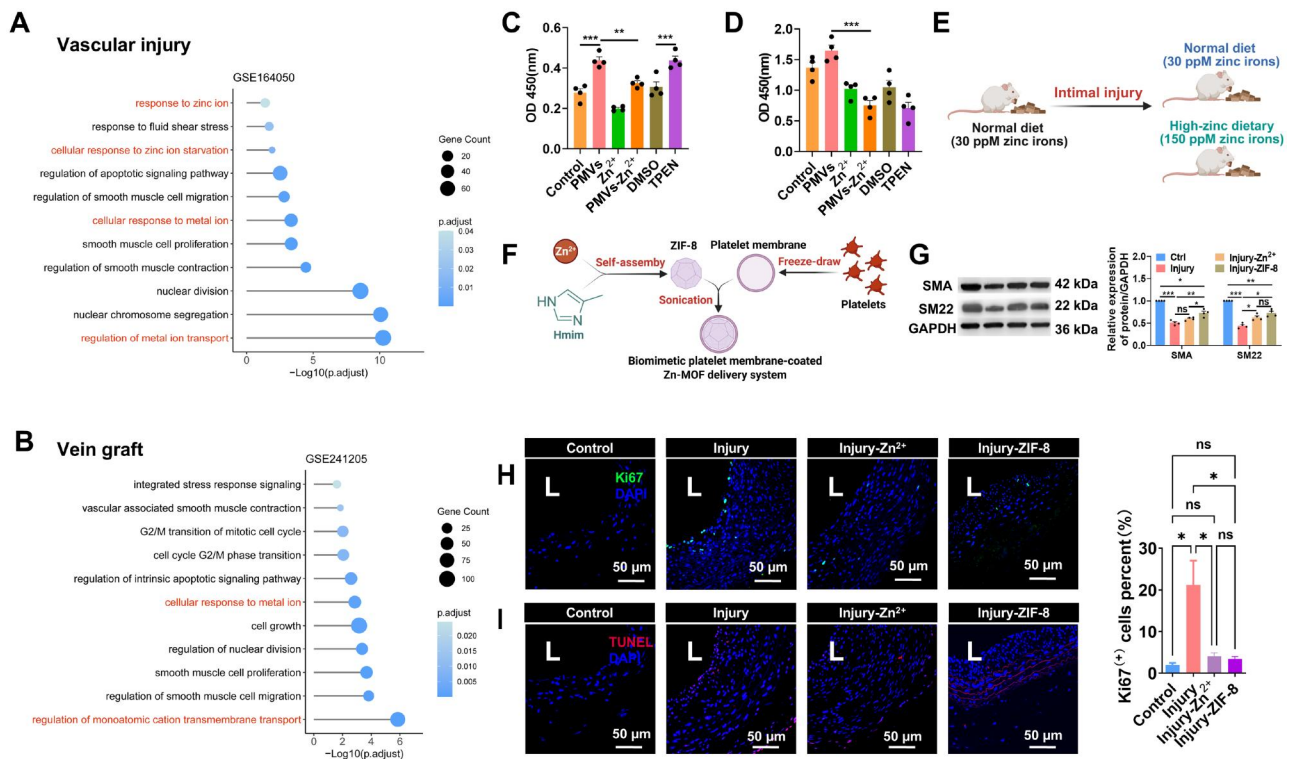 A
Vascular injury
GSE164050
response to zinc ion
response to fluid shear stress
cellular response to zinc ion starvation
regulation of apoptotic signaling pathway
regulation of smooth muscle cell migration
cellular response to metal ion
smooth muscle cell proliferation
regulation of smooth muscle contraction
nuclear division
nuclear chromosome segregation
regulation of metal ion transport
0 5 10
−Log10(p.adjust)
Gene Count
20
40
60
p.adjust
0.04
0.03
0.02
0.01
B
Vein graft
GSE241205
integrated stress response signaling
vascular associated smooth muscle contraction
G2/M transition of mitotic cell cycle
cell cycle G2/M phase transition
regulation of intrinsic apoptotic signaling pathway
cellular response to metal ion
cell growth
regulation of nuclear division
smooth muscle cell proliferation
regulation of smooth muscle cell migration
regulation of monoatomic cation transmembrane transport
0 2 4 6
−Log10(p.adjust)
Gene Count
25
50
75
100
p.adjust
0.020
0.015
0.010
0.005
C
OD 450(nm)
0.6
0.4
0.2
0.0
*** ** ***
Control
PMVs
Zn²⁺
PMVs-Zn²⁺
DMSO
TPEN
D
OD 450(nm)
2.0
1.5
1.0
0.5
0.0
***
Control
PMVs
Zn²⁺
PMVs-Zn²⁺
DMSO
TPEN
E
Normal diet
(30 ppM zinc irons)
Intimal injury
Normal diet
(30 ppM zinc irons)
High-zinc dietary
(150 ppM zinc irons)
F
Zn²⁺
HN
N
Hmim
Self-assemby
ZIF-8
Platelet membrane
Freeze-draw
Platelets
Sonication
Biomimetic platelet membrane-coated
Zn-MOF delivery system
G
SMA 42 kDa
SM22 22 kDa
GAPDH 36 kDa
Relative expression
of protein/GAPDH
2.0
1.5
1.0
0.5
0.0
Ctrl
Injury
Injury-Zn²⁺
Injury-ZIF-8
* **
*** ** *** *
ns * * ns
SMA SM22
H
Control Injury Injury-Zn²⁺ Injury-ZIF-8
L L L L
Ki67
DAPI
50 μm 50 μm 50 μm 50 μm
I
Control Injury Injury-Zn²⁺ Injury-ZIF-8
L L L L
TUNEL
DAPI
50 μm 50 μm 50 μm 50 μm
Ki67⁽⁺⁾ cells percent (%)
30
20
10
0
ns
*
ns
* * ns
Control
Injury
Injury-Zn²⁺
Injury-ZIF-8